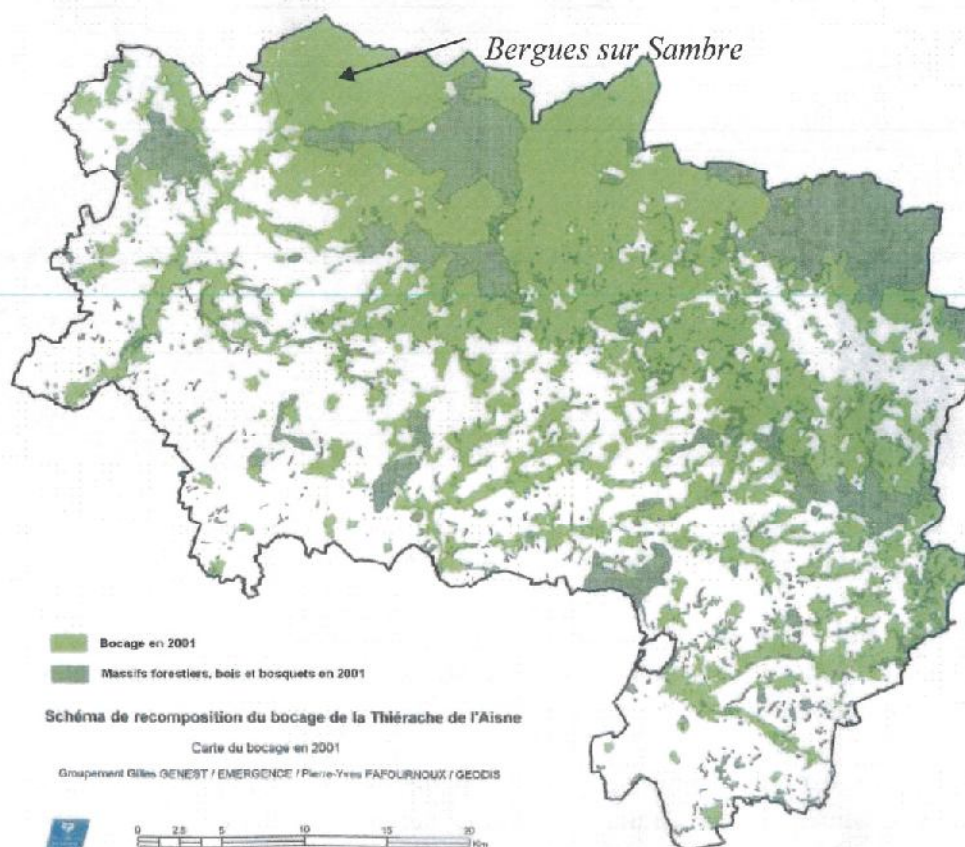 Bergues sur Sambre
Bocage en 2001
Massifs forestiers, bois et bosquets en 2001
Schéma de recomposition du bocage de la Thiérache de l'Aisne
Carte du bocage en 2001
Groupement Gilles GENEST / EMERGENCE / Pierre-Yves FAFOURNOUX / GEODIS
0 2.5 5 10 15 20
Km